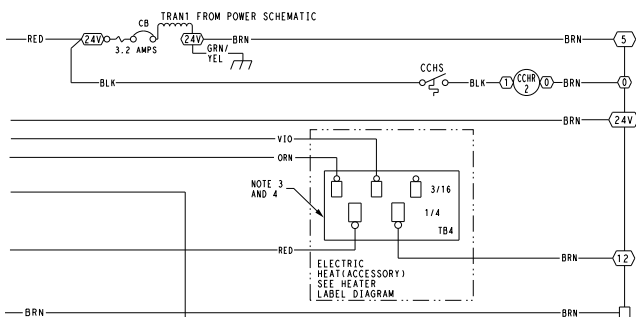 CB
TRAN1 FROM POWER SCHEMATIC
RED
24V
3.2 AMPS
24V
BRN
GRN/
YEL
BRN
5
BLK
CCHS
BLK
1
CCHR
2
0
BRN
0
BRN
24V
VIO
ORN
NOTE 3
AND 4
3/16
1/4
TB4
RED
BRN
12
ELECTRIC
HEAT(ACCESSORY)
SEE HEATER
LABEL DIAGRAM
BRN
BRN